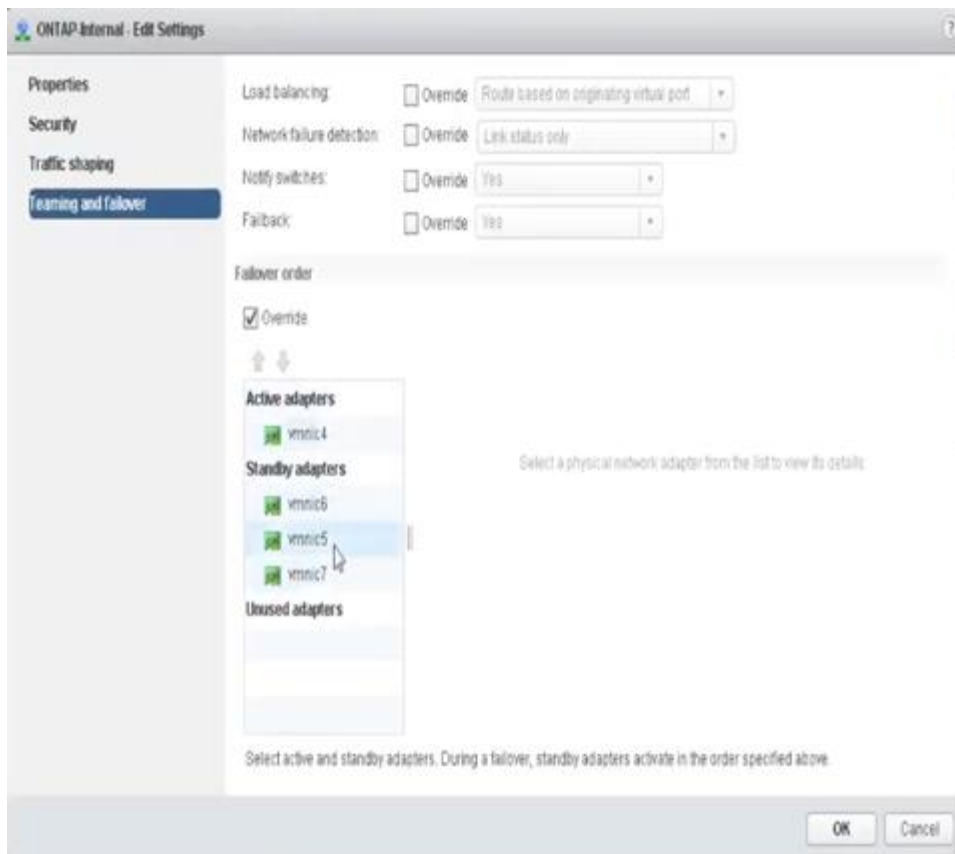 ONTAP-Internal - Edit Settings
?
Properties
Security
Traffic shaping
Teaming and failover
Load balancing: Override Route based on originating virtual port
Network failure detection: Override Link status only
Notify switches: Override Yes
Failback: Override Yes
Failover order
Override
Active adapters
vmnic4
Standby adapters
vmnic6
vmnic5
vmnic7
Unused adapters
Select a physical network adapter from the list to view its details.
Select active and standby adapters. During a failover, standby adapters activate in the order specified above.
OK Cancel